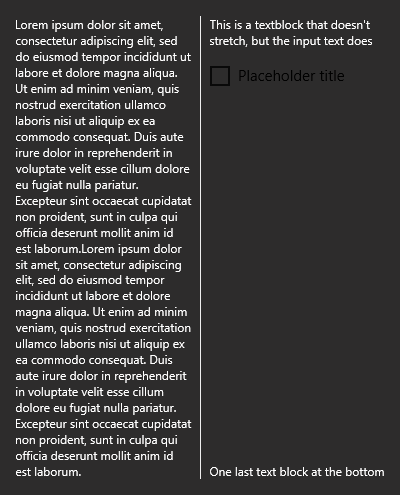 Lorem ipsum dolor sit amet,
consectetur adipiscing elit, sed
do eiusmod tempor incididunt ut
labore et dolore magna aliqua.
Ut enim ad minim veniam, quis
nostrud exercitation ullamco
laboris nisi ut aliquip ex ea
commodo consequat. Duis aute
irure dolor in reprehenderit in
voluptate velit esse cillum dolore
eu fugiat nulla pariatur.
Excepteur sint occaecat cupidatat
non proident, sunt in culpa qui
officia deserunt mollit anim id
est laborum.Lorem ipsum dolor
sit amet, consectetur adipiscing
elit, sed do eiusmod tempor
incididunt ut labore et dolore
magna aliqua. Ut enim ad minim
veniam, quis nostrud exercitation
ullamco laboris nisi ut aliquip ex
ea commodo consequat. Duis
aute irure dolor in reprehenderit
in voluptate velit esse cillum
dolore eu fugiat nulla pariatur.
Excepteur sint occaecat cupidatat
non proident, sunt in culpa qui
officia deserunt mollit anim id
est laborum.
This is a textblock that doesn't
stretch, but the input text does
Placeholder title
One last text block at the bottom